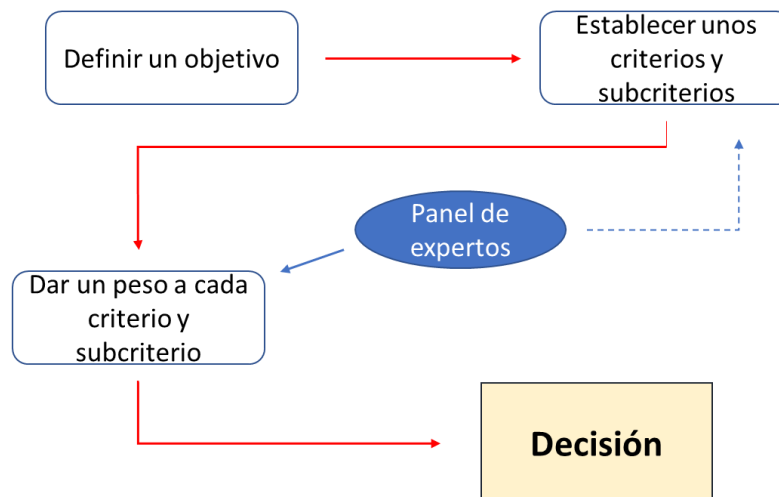 Definir un objetivo
Establecer unos
criterios y
subcriterios
Panel de
expertos
Dar un peso a cada
criterio y
subcriterio
Decisión